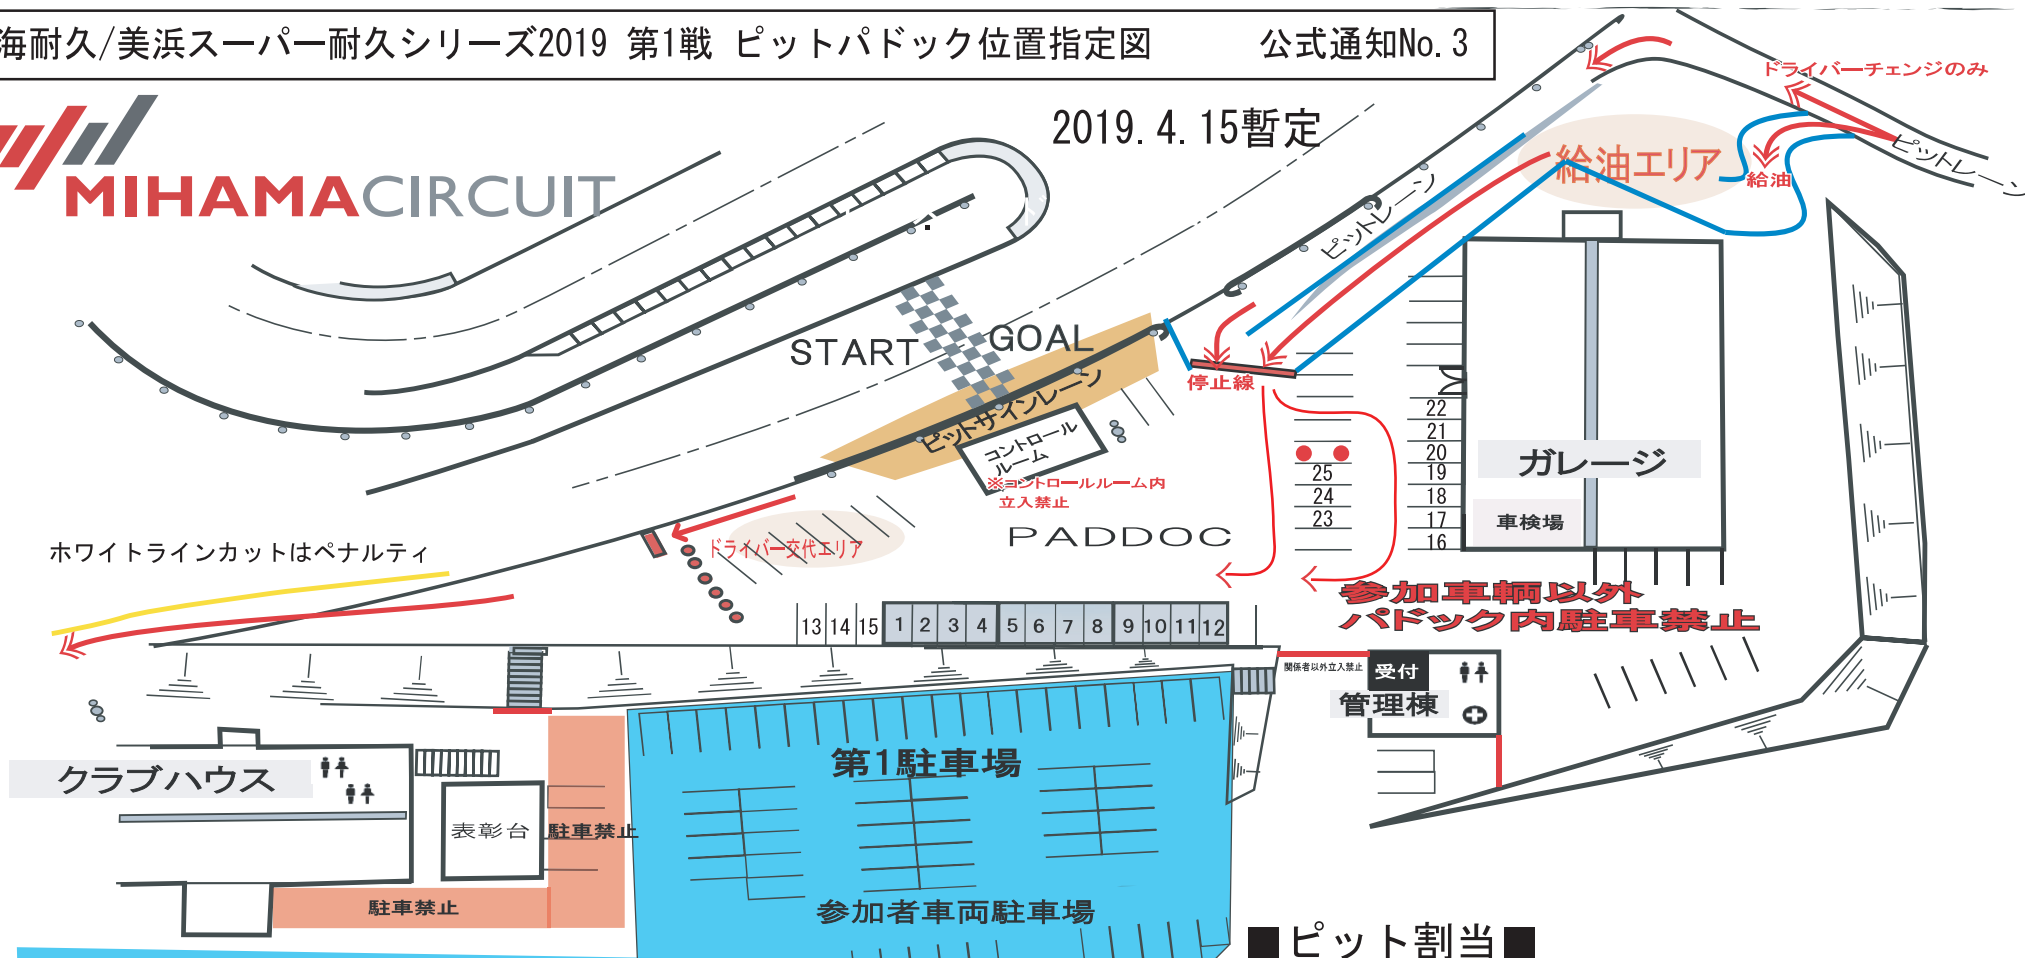 海耐久/美浜スーパー耐久シリーズ2019 第1戦 ピットパドック位置指定図 公式通知No.3
MIHAMACIRCUIT
2019.4.15暫定
ドライバーチェンジのみ
給油エリア
給油
ピットレーン
ピットレーン
START
GOAL
停止線
ピットサインレーン
コントロール
ルーム
※コントロールルーム内
立入禁止
22
21
20
19
18
17
16
25
24
23
ガレージ
車検場
PADDOC
ドライバー交代エリア
ホワイトラインカットはペナルティ
参加車輌以外
パドック内駐車禁止
13 14 15 1 2 3 4 5 6 7 8 9 10 11 12
関係者以外立入禁止
受付
管理棟
第1駐車場
クラブハウス
表彰台
駐車禁止
駐車禁止
参加者車両駐車場
■ピット割当■